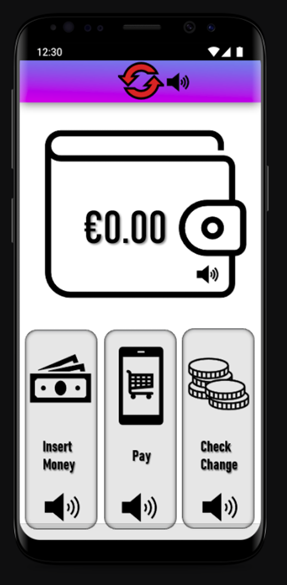 12:30
€0.00
Insert
Money
Pay
Check
Change